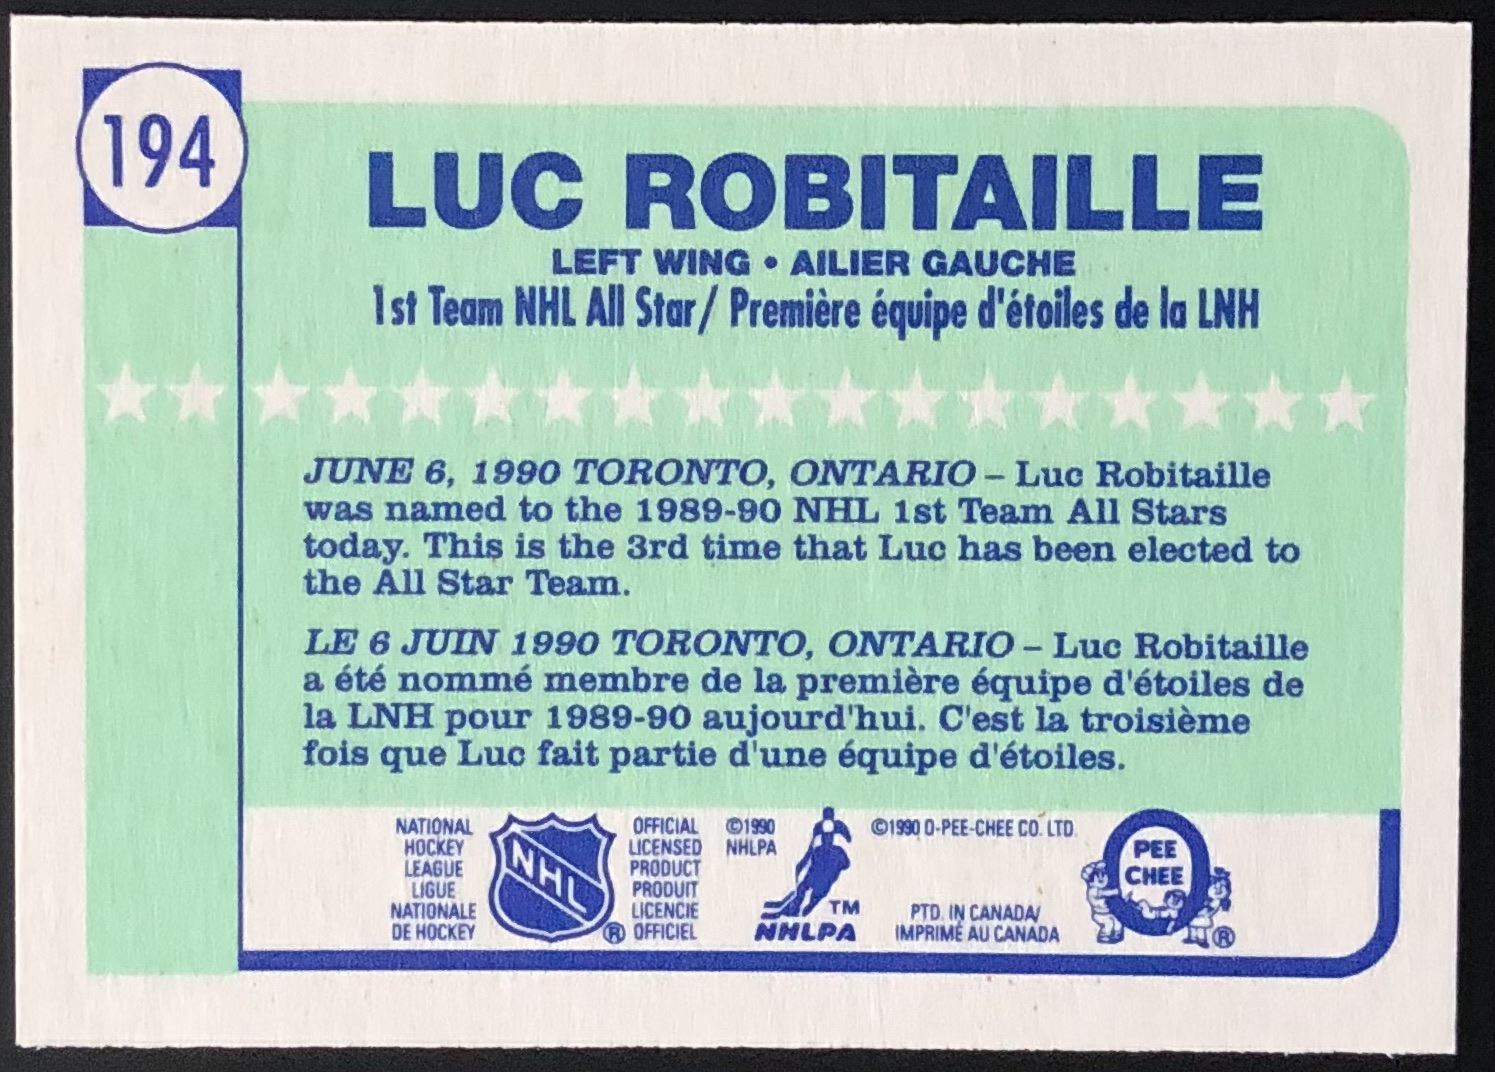 194
LUC ROBITAILLE
LEFT WING • AILIER GAUCHE
1st Team NHL All Star/ Première équipe d'étoiles de la LNH
JUNE 6, 1990 TORONTO, ONTARIO – Luc Robitaille
was named to the 1989-90 NHL 1st Team All Stars
today. This is the 3rd time that Luc has been elected to
the All Star Team.
LE 6 JUIN 1990 TORONTO, ONTARIO – Luc Robitaille
a été nommé membre de la première équipe d'étoiles de
la LNH pour 1989-90 aujourd'hui. C'est la troisième
fois que Luc fait partie d'une équipe d'étoiles.
NATIONAL
HOCKEY
LEAGUE
LIGUE
NATIONALE
DE HOCKEY
NHL
®
OFFICIAL
LICENSED
PRODUCT
PRODUIT
LICENCIE
OFFICIEL
©1990
NHLPA
TM
NHLPA
©1990 O-PEE-CHEE CO. LTD.
PTD. IN CANADA/
IMPRIMÉ AU CANADA
O
PEE
CHEE
®